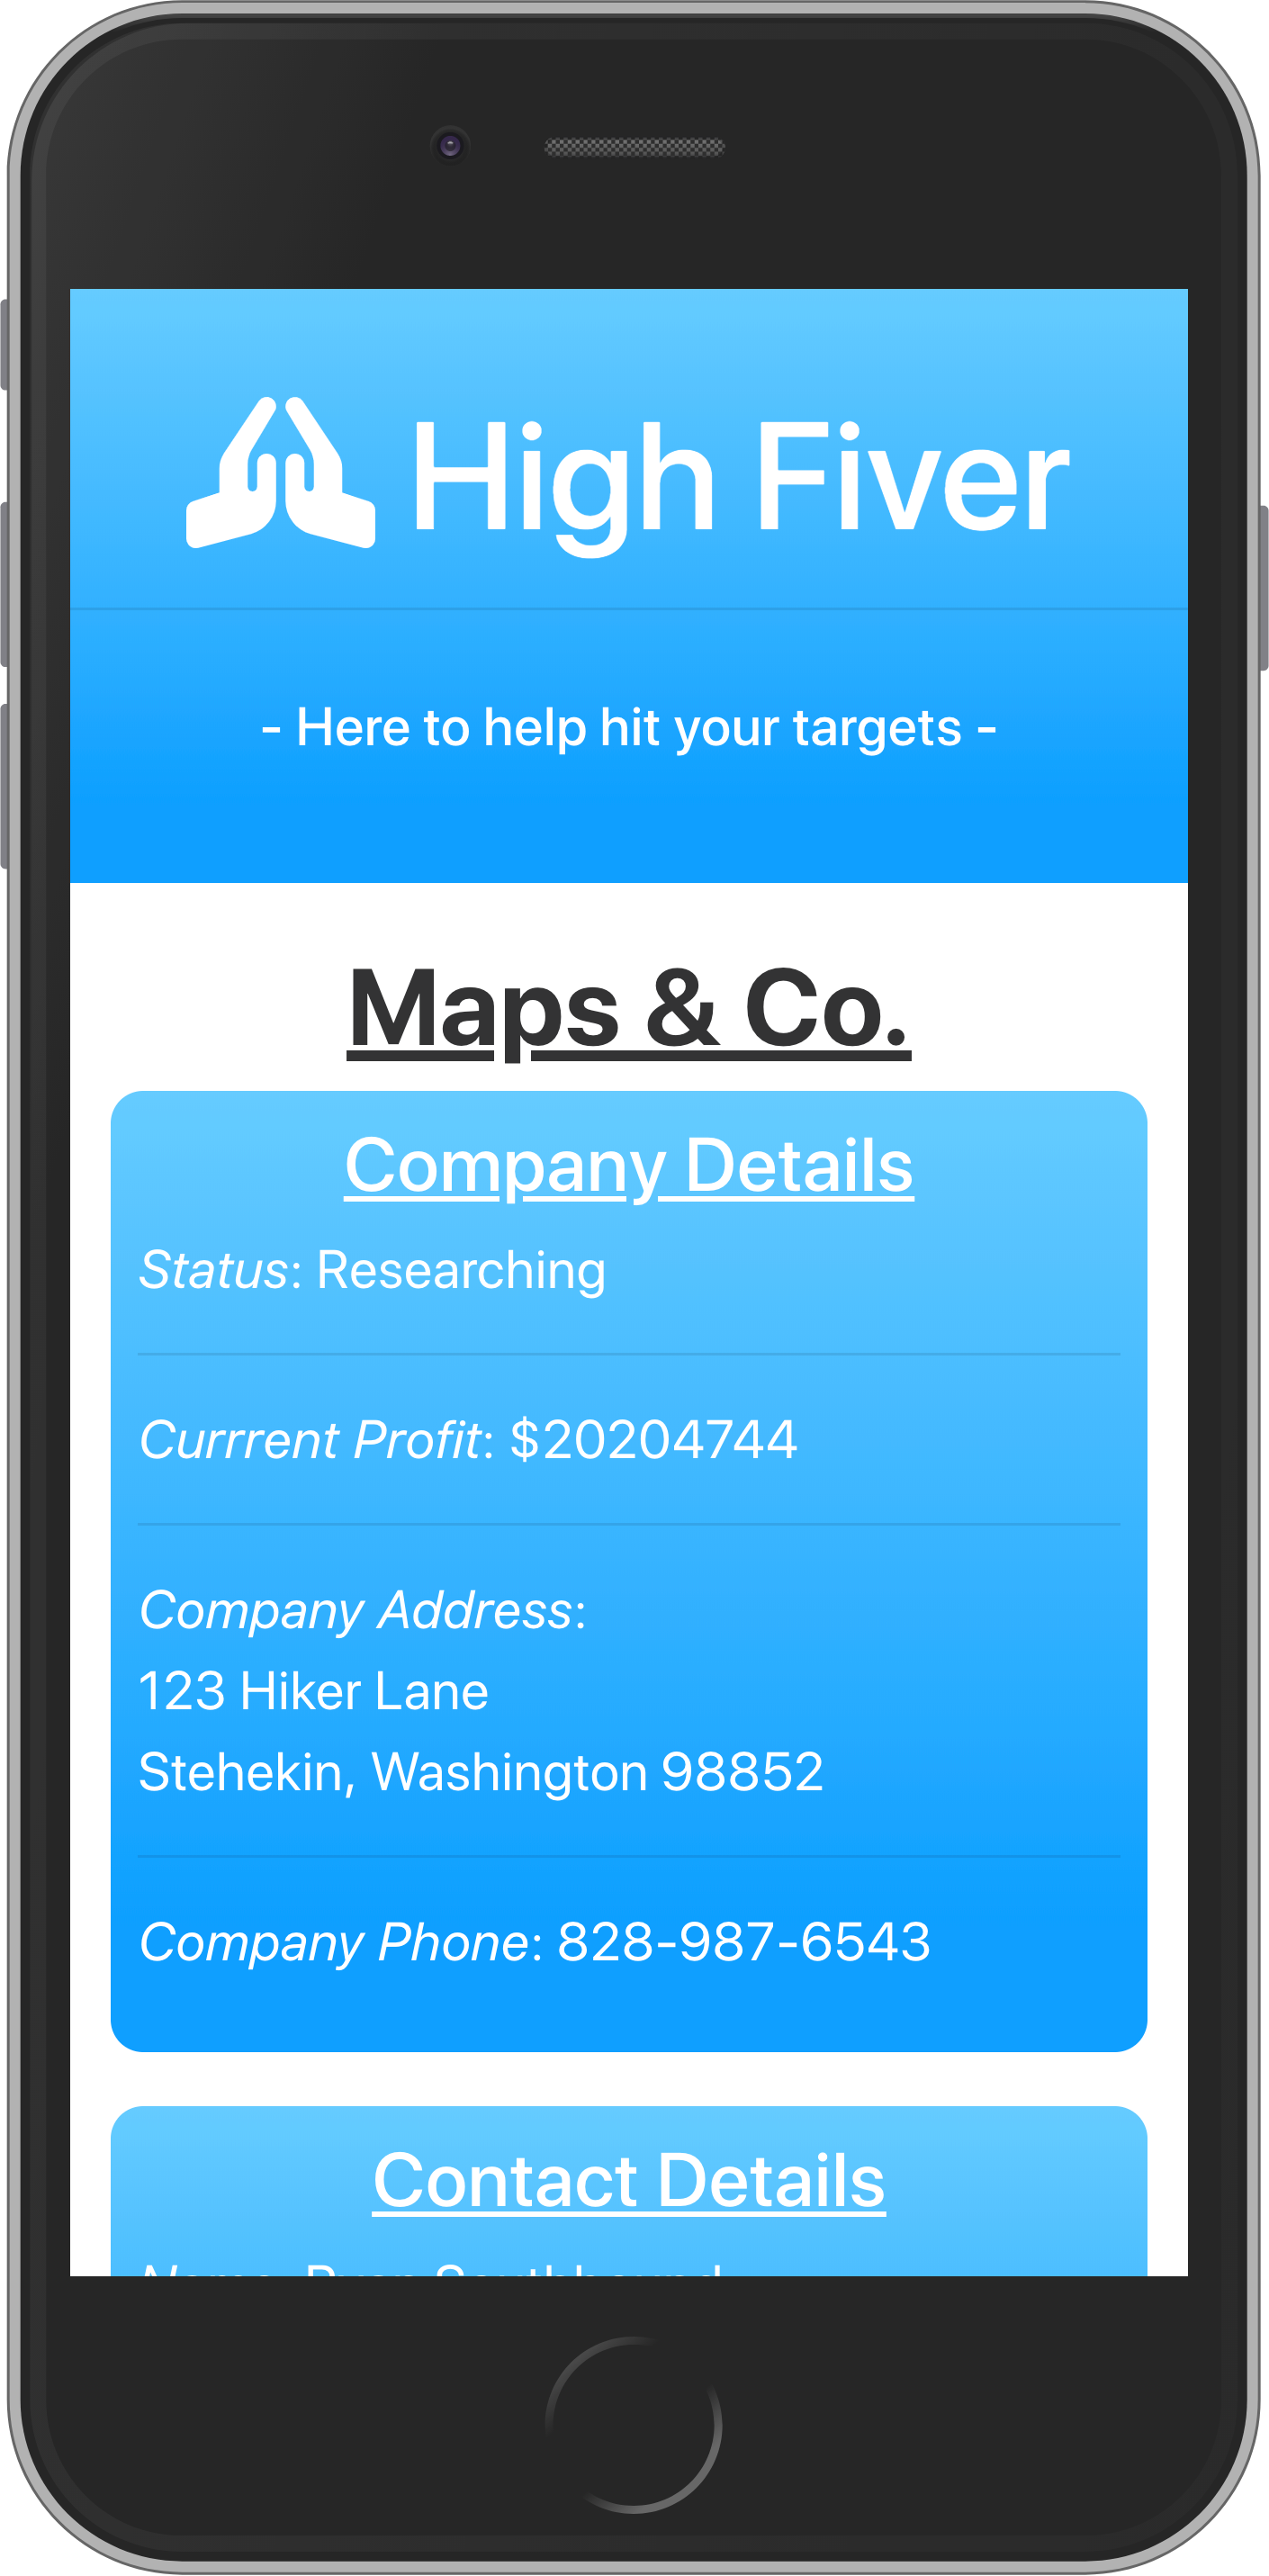 High Fiver
- Here to help hit your targets -
Maps & Co.
Company Details
Status: Researching
Currrent Profit: $20204744
Company Address:
123 Hiker Lane
Stehekin, Washington 98852
Company Phone: 828-987-6543
Contact Details